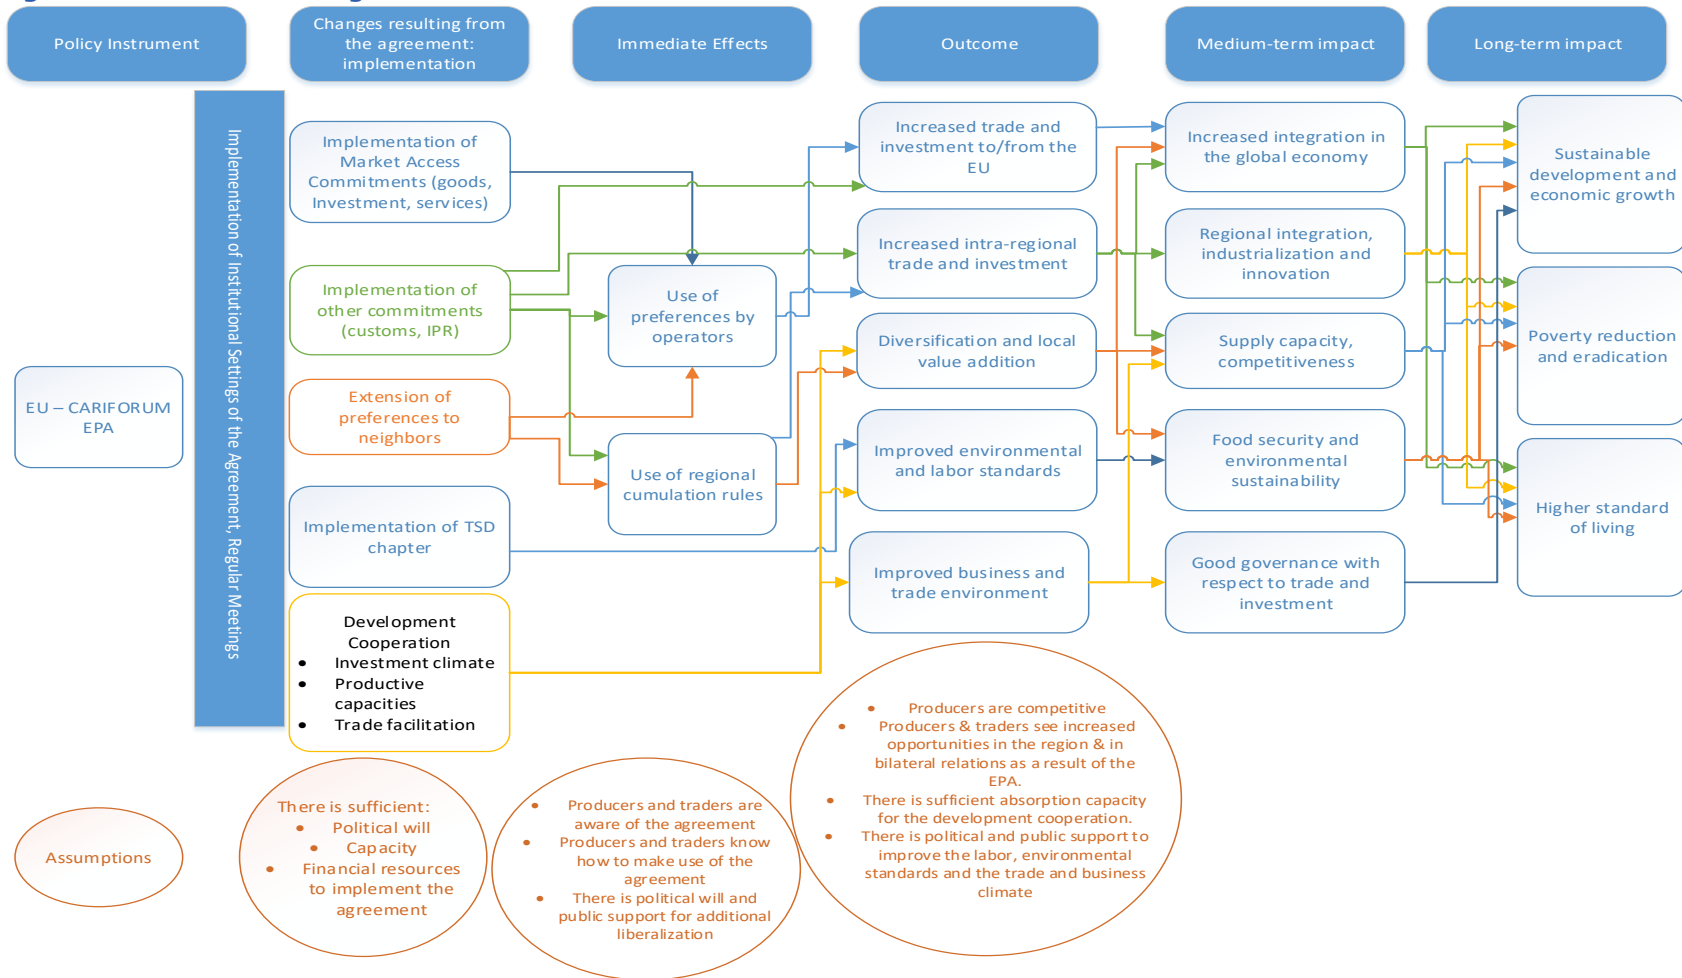 Policy Instrument
Changes resulting from
the agreement:
implementation
Immediate Effects
Outcome
Medium-term impact
Long-term impact
Implementation of Institutional Settings of the Agreement, Regular Meetings
EU – CARIFORUM
EPA
Implementation of
Market Access
Commitments (goods,
Investment, services)
Implementation of
other commitments
(customs, IPR)
Extension of
preferences to
neighbors
Implementation of TSD
chapter
Development
Cooperation
• Investment climate
• Productive
capacities
• Trade facilitation
Use of
preferences by
operators
Use of regional
cumulation rules
Increased trade and
investment to/from the
EU
Increased intra-regional
trade and investment
Diversification and local
value addition
Improved environmental
and labor standards
Improved business and
trade environment
Increased integration in
the global economy
Regional integration,
industrialization and
innovation
Supply capacity,
competitiveness
Food security and
environmental
sustainability
Good governance with
respect to trade and
investment
Sustainable
development and
economic growth
Poverty reduction
and eradication
Higher standard
of living
Assumptions
There is sufficient:
• Political will
• Capacity
• Financial resources
to implement the
agreement
• Producers and traders are
aware of the agreement
• Producers and traders know
how to make use of the
agreement
• There is political will and
public support for additional
liberalization
• Producers are competitive
• Producers & traders see increased
opportunities in the region & in
bilateral relations as a result of the
EPA.
• There is sufficient absorption capacity
for the development cooperation.
• There is political and public support to
improve the labor, environmental
standards and the trade and business
climate